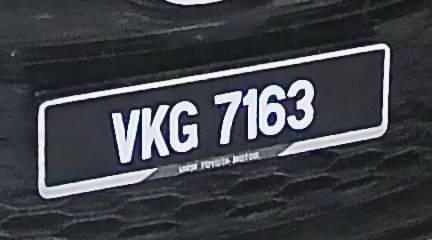 VKG 7163
UMW TOYOTA MOTOR